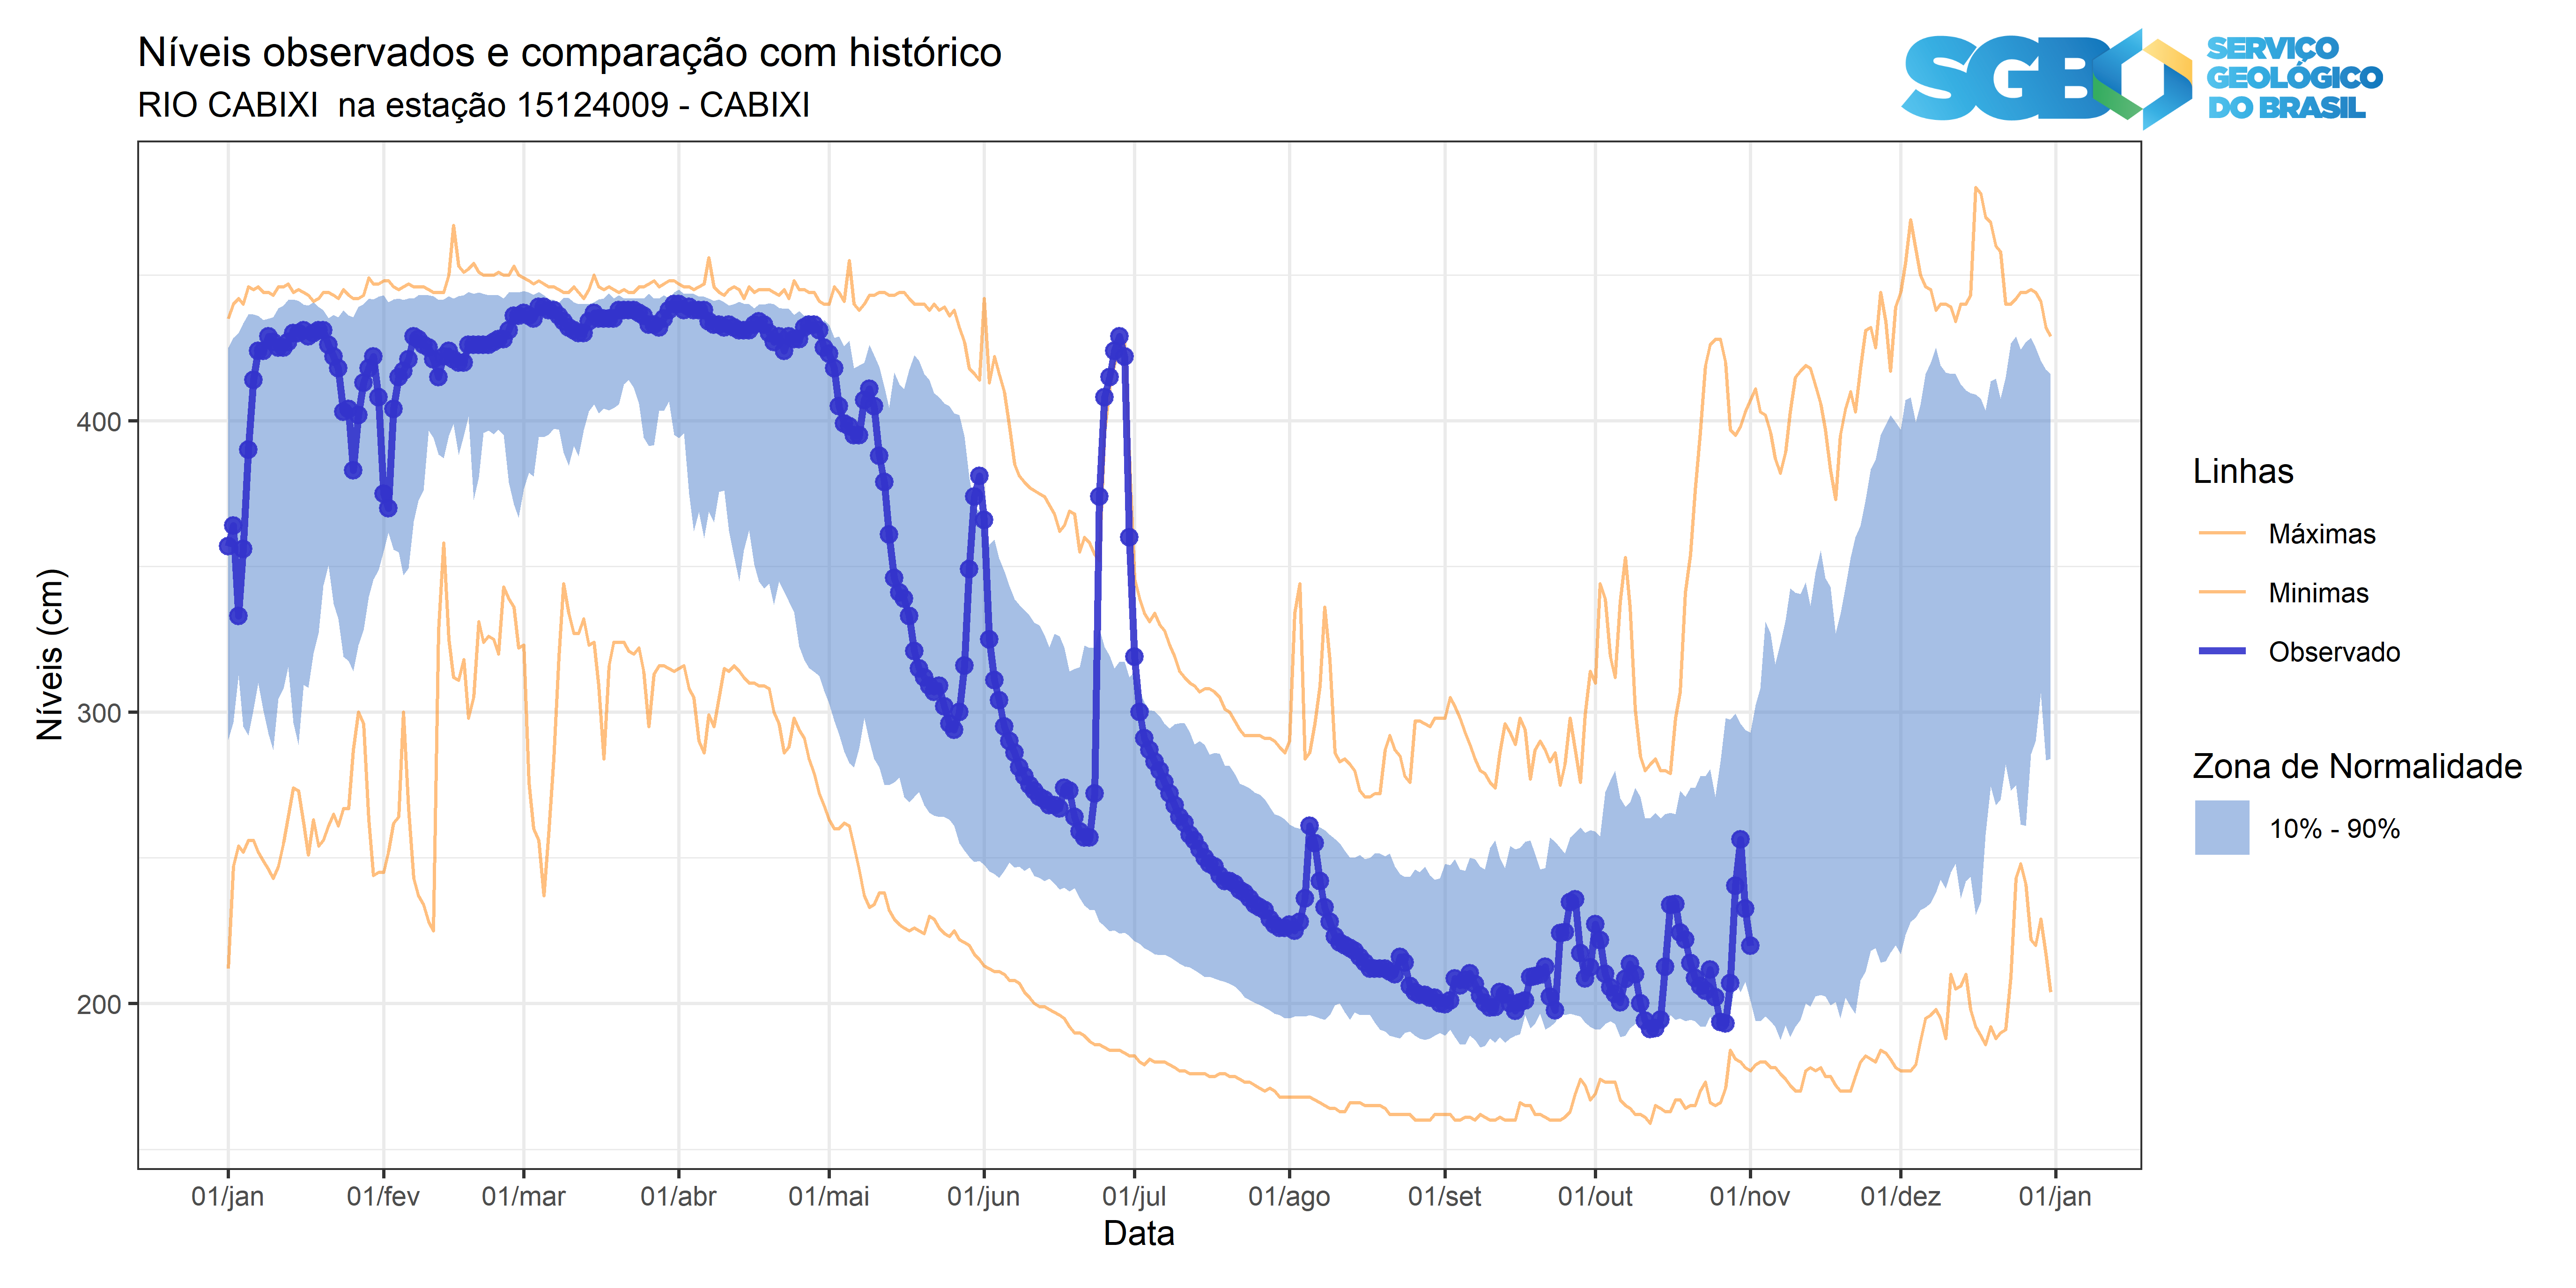 Níveis observados e comparação com histórico
RIO CABIXI  na estação 15124009 - CABIXI
SGB
SERVIÇO
GEOLÓGICO
DO BRASIL
Níveis (cm)
400
300
200
01/jan
01/fev
01/mar
01/abr
01/mai
01/jun
01/jul
01/ago
01/set
01/out
01/nov
01/dez
01/jan
Data
Linhas
Máximas
Minimas
Observado
Zona de Normalidade
10% - 90%